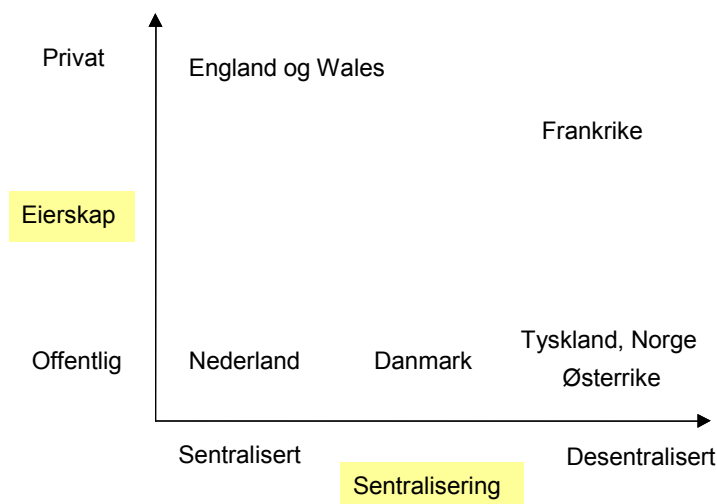 Privat
England og Wales
Frankrike
Eierskap
Offentlig
Nederland
Danmark
Tyskland, Norge
Østerrike
Sentralisert
Desentralisert
Sentralisering